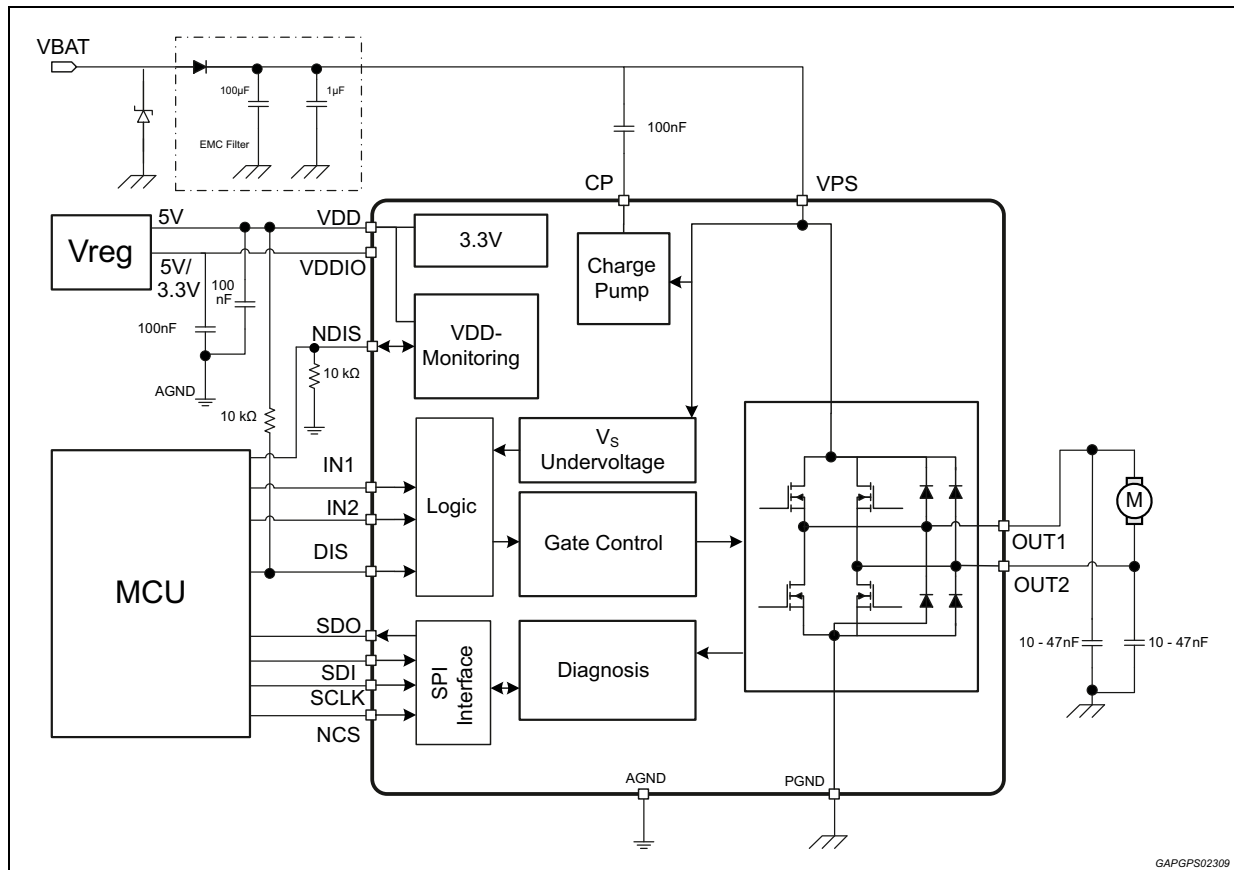 VBAT
100µF
1µF
EMC Filter
100nF
CP
VPS
Vreg
5V
VDD
5V/
3.3V
VDDIO
100
nF
100nF
AGND
3.3V
Charge
Pump
NDIS
VDD-
Monitoring
10 kΩ
10 kΩ
MCU
IN1
IN2
DIS
Logic
VS
Undervoltage
Gate Control
SDO
SDI
SCLK
NCS
SPI
Interface
Diagnosis
OUT1
OUT2
M
10 - 47nF
10 - 47nF
AGND
PGND
GAPGPS02309